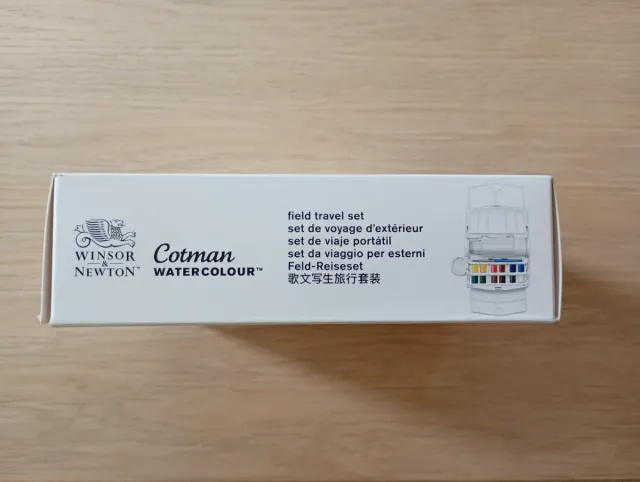 WINSOR
&
NEWTON™
Cotman
WATERCOLOUR™
field travel set
set de voyage d'extérieur
set de viaje portátil
set da viaggio per esterni
Feld-Reiseset
歌文写生旅行套装